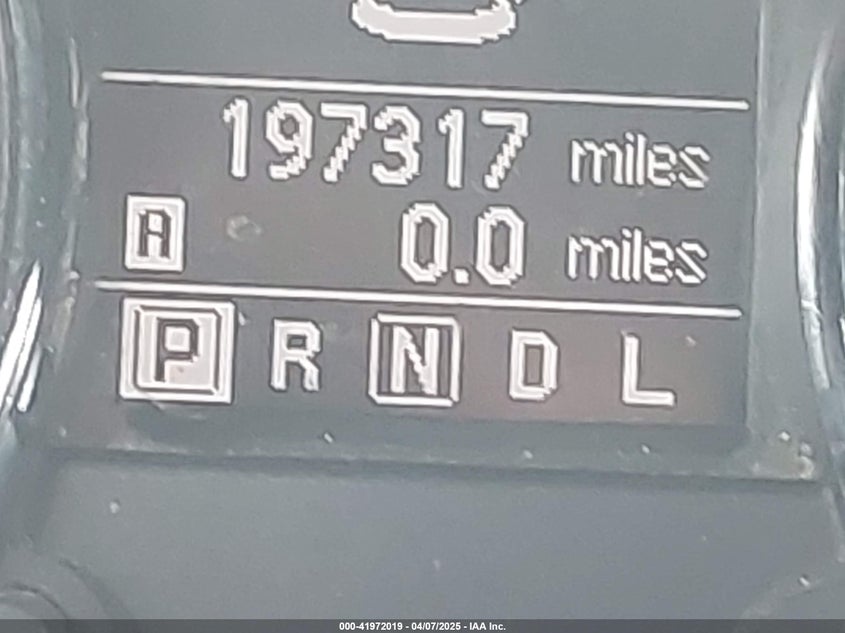 197317 miles
A 0.0 miles
P R N D L
000-41972019 - 04/07/2025 - IAA Inc.